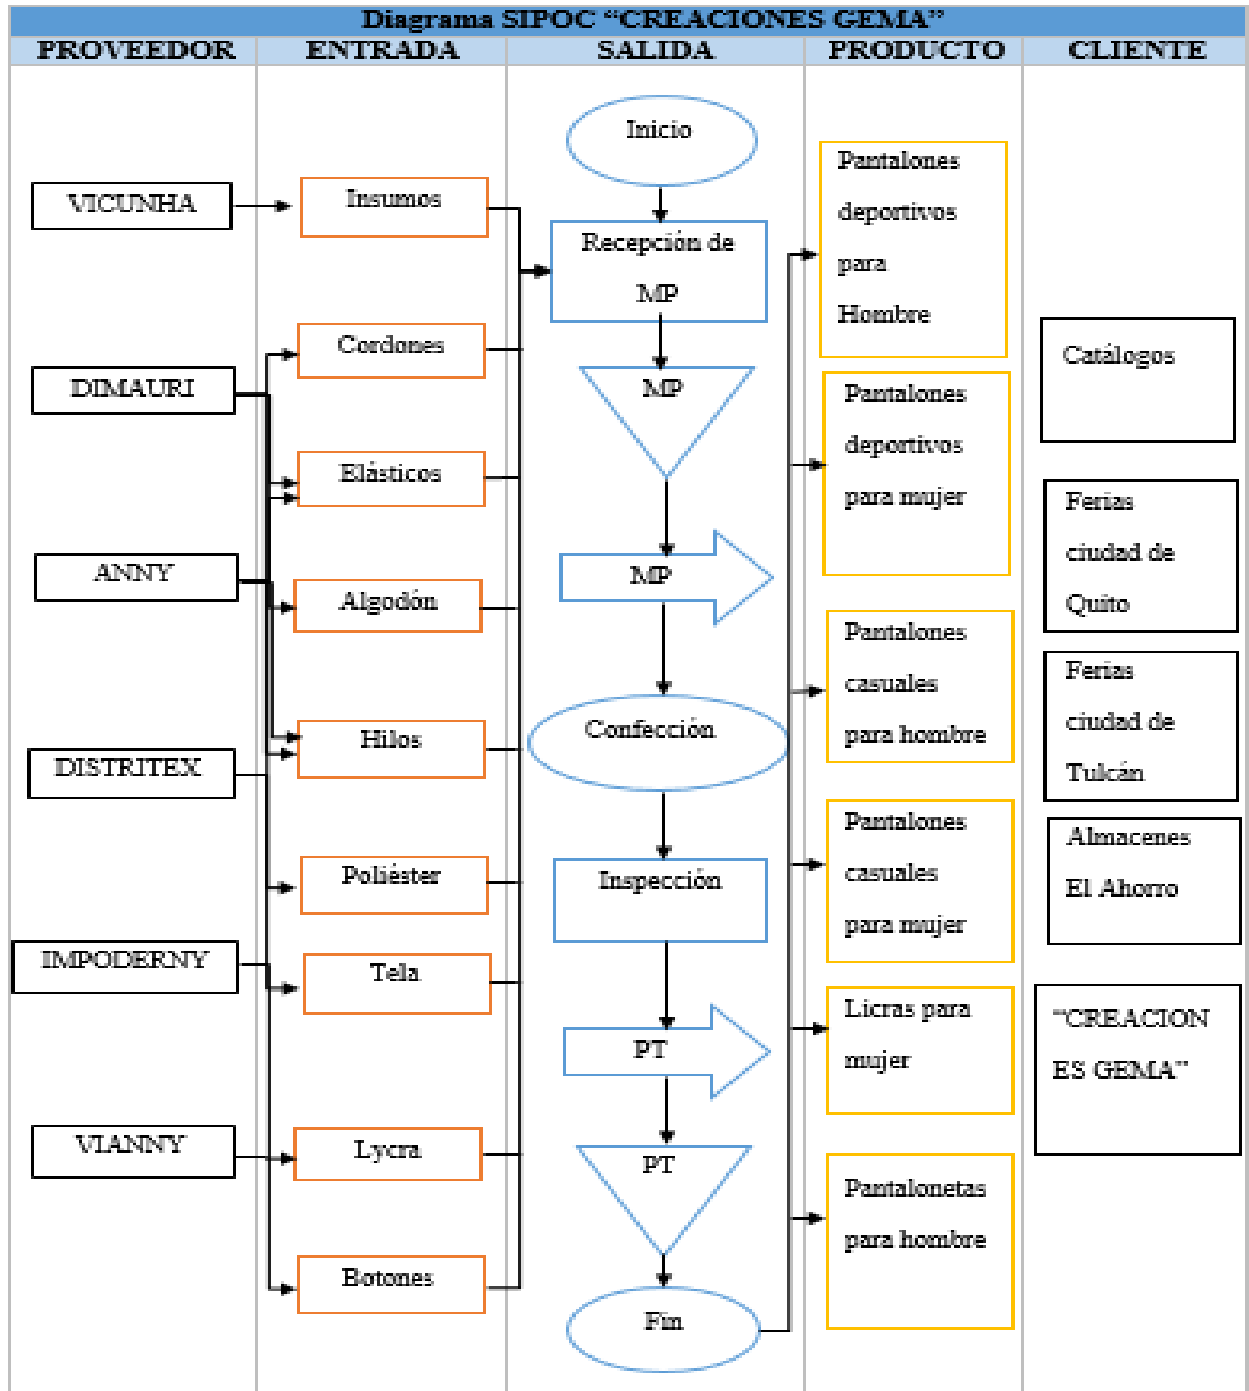 Diagrama SIPOC “CREACIONES GEMA”
PROVEEDOR
ENTRADA
SALIDA
PRODUCTO
CLIENTE
VICUNHA
DIMAURI
ANNY
DISTRITEX
IMPODERNY
VIANNY
Insumos
Cordones
Elásticos
Algodón
Hilos
Poliéster
Tela
Lycra
Botones
Inicio
Recepción de
MP
MP
MP
Confección
Inspección
PT
PT
Fin
Pantalones
deportivos
para
Hombre
Pantalones
deportivos
para mujer
Pantalones
casuales
para hombre
Pantalones
casuales
para mujer
Licras para
mujer
Pantalonetas
para hombre
Catálogos
Ferias
ciudad de
Quito
Ferias
ciudad de
Tulcán
Almacenes
El Ahorro
“CREACION
ES GEMA”